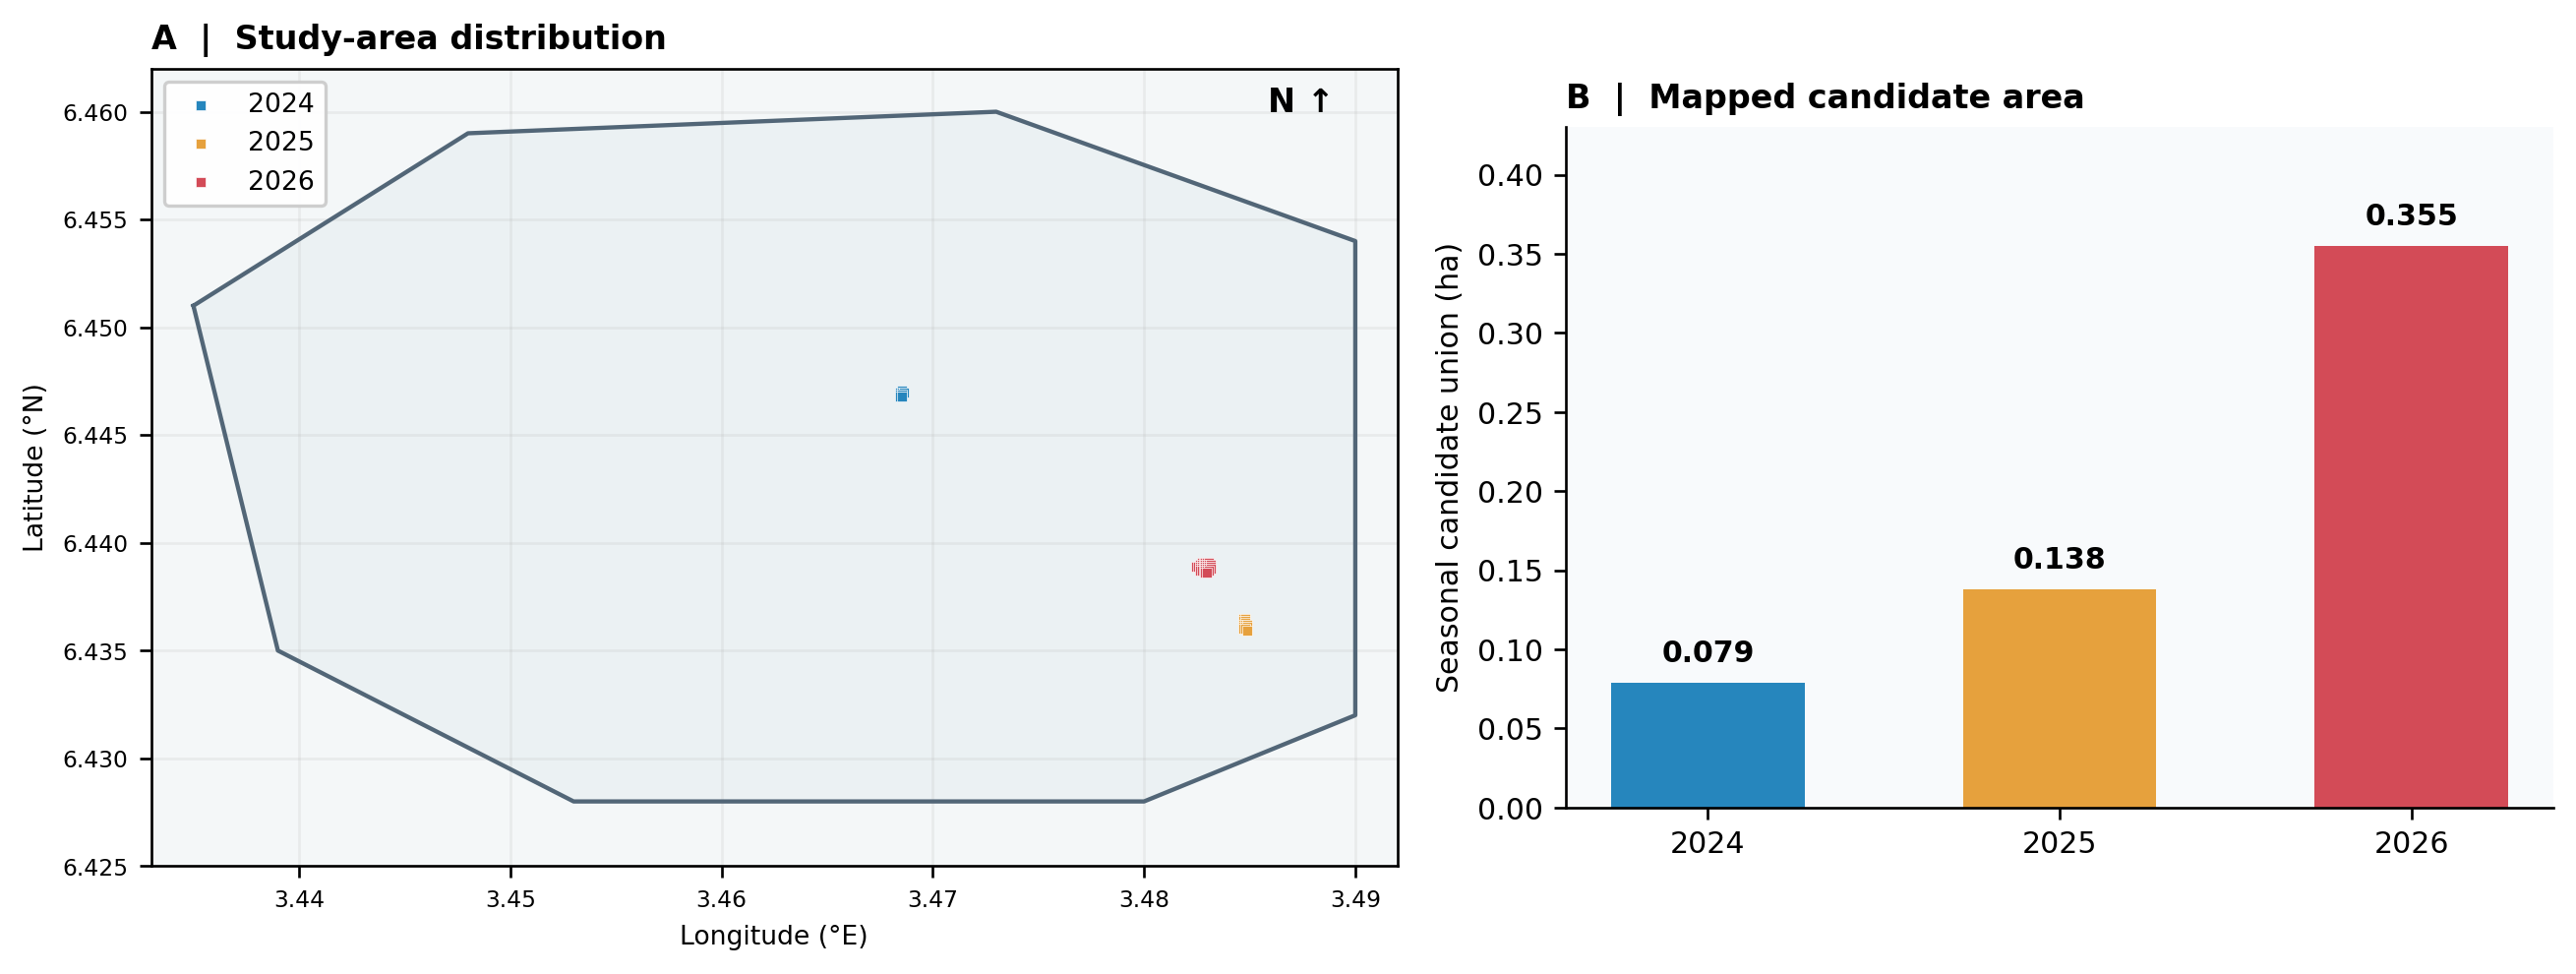 A | Study-area distribution
N ↑
2024
2025
2026
6.460
6.455
6.450
6.445
6.440
6.435
6.430
6.425
Latitude (°N)
3.44 3.45 3.46 3.47 3.48 3.49
Longitude (°E)
B | Mapped candidate area
0.40
0.35
0.30
0.25
0.20
0.15
0.10
0.05
0.00
Seasonal candidate union (ha)
0.079
0.138
0.355
2024 2025 2026